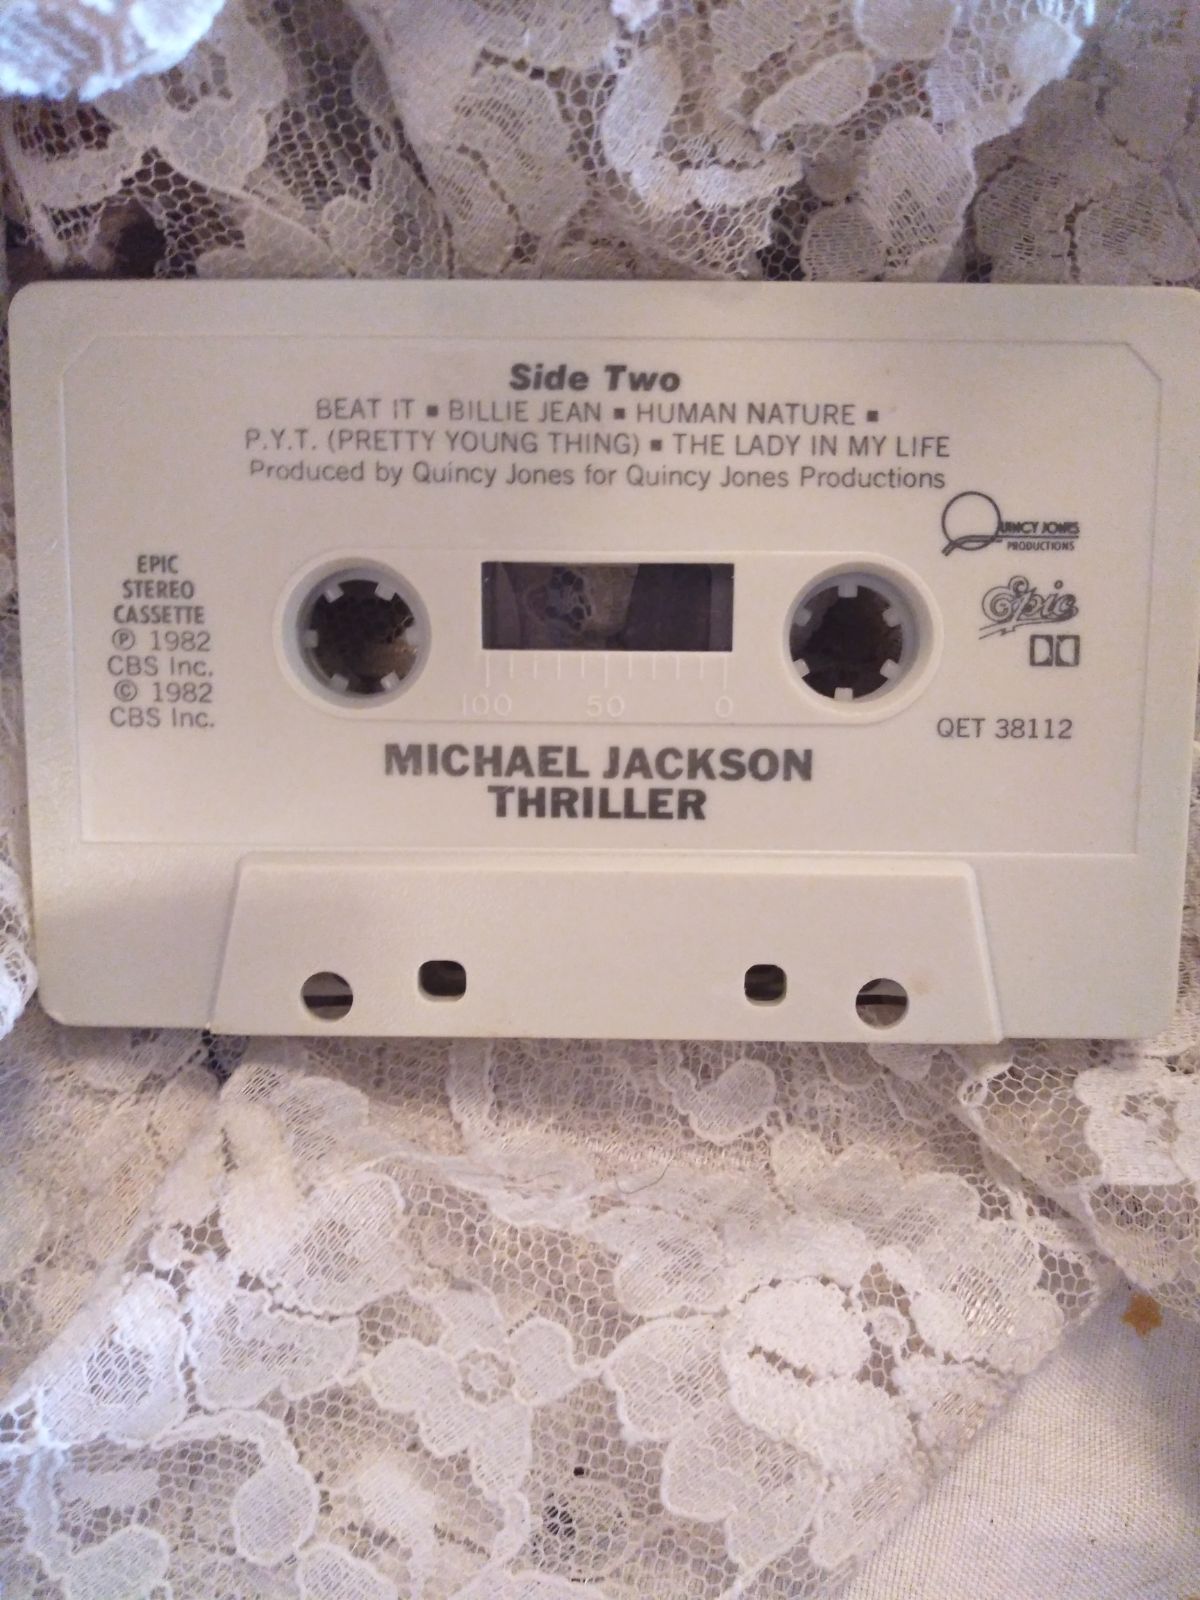 Side Two
BEAT IT ▪ BILLIE JEAN ▪ HUMAN NATURE ▪
P.Y.T. (PRETTY YOUNG THING) ▪ THE LADY IN MY LIFE
Produced by Quincy Jones for Quincy Jones Productions
QUINCY JONES
PRODUCTIONS
EPIC
STEREO
CASSETTE
℗ 1982
CBS Inc.
© 1982
CBS Inc.
Epic
100 50 0
QET 38112
MICHAEL JACKSON
THRILLER